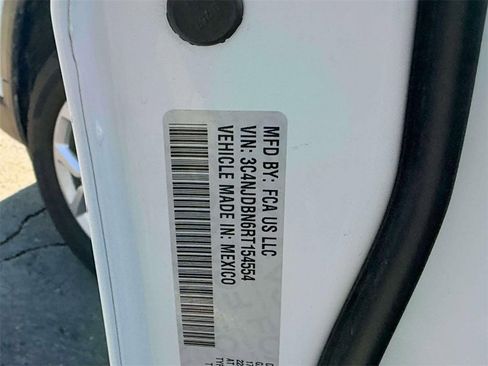 MFD BY: FCA US LLC
VIN: 3C4NJDBN6RT154554
VEHICLE MADE IN: MEXICO